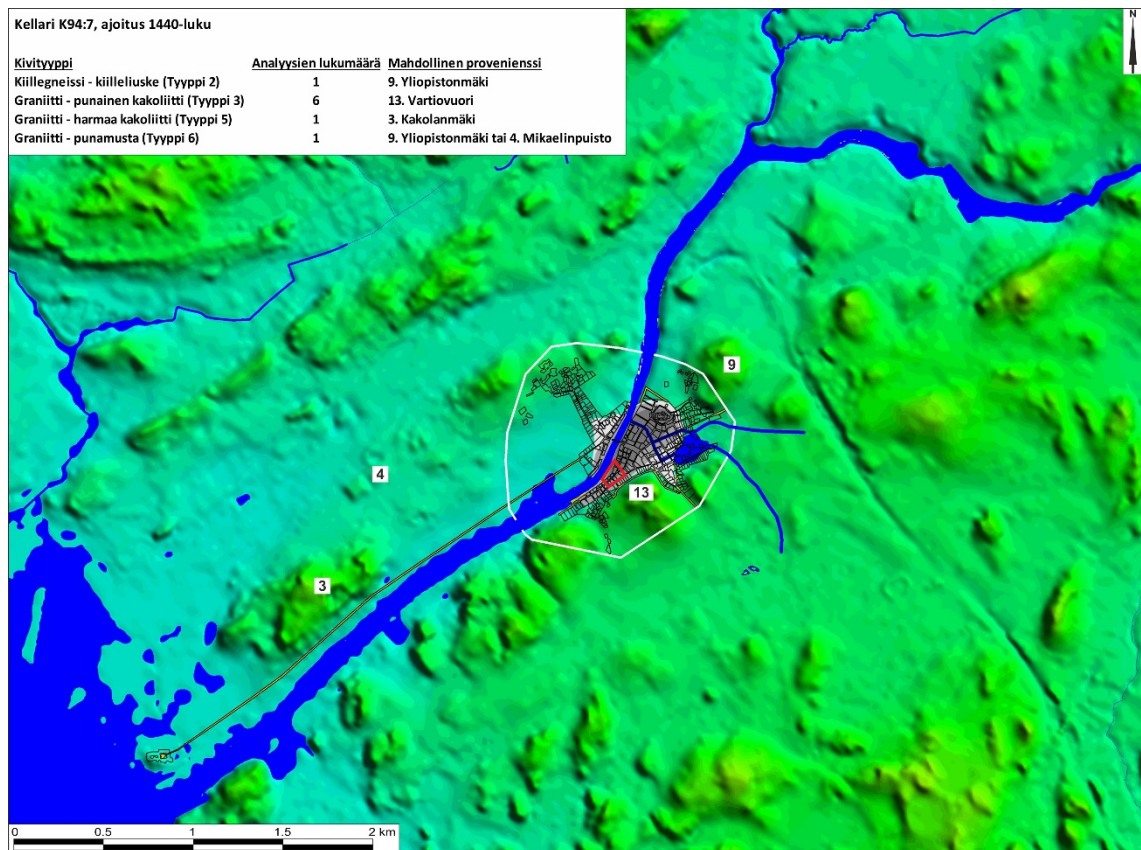 Kellari K94:7, ajoitus 1440-luku
Kivityyppi Analyysien lukumäärä Mahdollinen provenienssi
Kiillegneissi - kiilleliuske (Tyyppi 2) 1 9. Yliopistonmäki
Graniitti - punainen kakoliitti (Tyyppi 3) 6 13. Vartiovuori
Graniitti - harmaa kakoliitti (Tyyppi 5) 1 3. Kakolanmäki
Graniitti - punamusta (Tyyppi 6) 1 9. Yliopistonmäki tai 4. Mikaelinpuisto
N
9
4
13
3
0 0.5 1 1.5 2 km